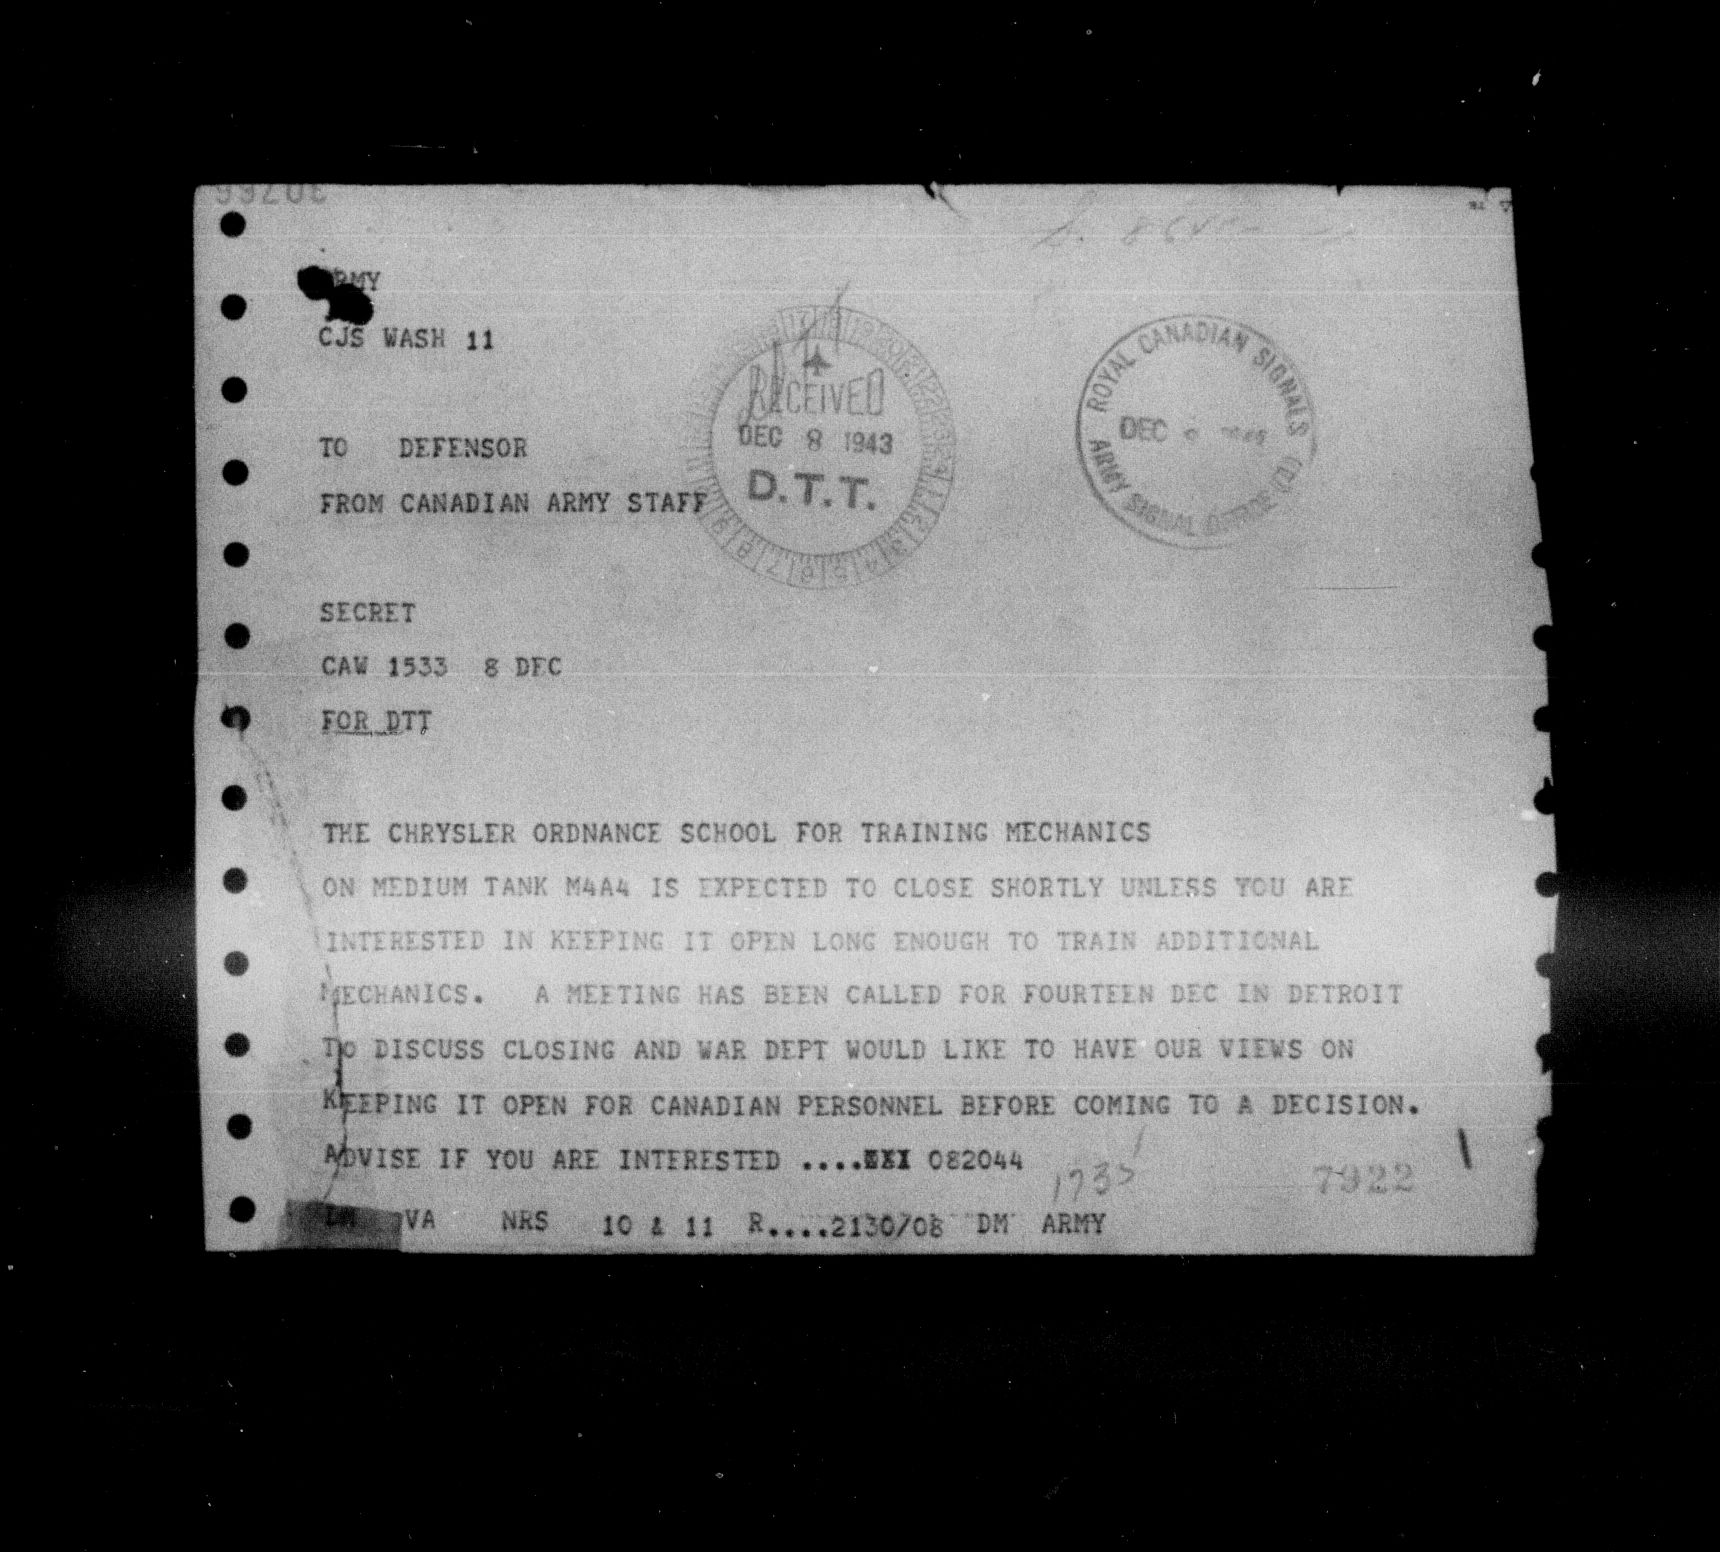 RMY
CJS WASH 11
RECEIVED
DEC 8 1943
D.T.T.
ROYAL CANADIAN SIGNALS
DEC
ARMY SIGNAL OFFICE (D)
TO DEFENSOR
FROM CANADIAN ARMY STAFF
SECRET
CAW 1533 8 DEC
FOR DTT
THE CHRYSLER ORDNANCE SCHOOL FOR TRAINING MECHANICS
ON MEDIUM TANK M4A4 IS EXPECTED TO CLOSE SHORTLY UNLESS YOU ARE
INTERESTED IN KEEPING IT OPEN LONG ENOUGH TO TRAIN ADDITIONAL
MECHANICS. A MEETING HAS BEEN CALLED FOR FOURTEEN DEC IN DETROIT
TO DISCUSS CLOSING AND WAR DEPT WOULD LIKE TO HAVE OUR VIEWS ON
KEEPING IT OPEN FOR CANADIAN PERSONNEL BEFORE COMING TO A DECISION.
ADVISE IF YOU ARE INTERESTED .... 082044
1735
7922
VA NRS 10 & 11 R....2130/08 DM ARMY